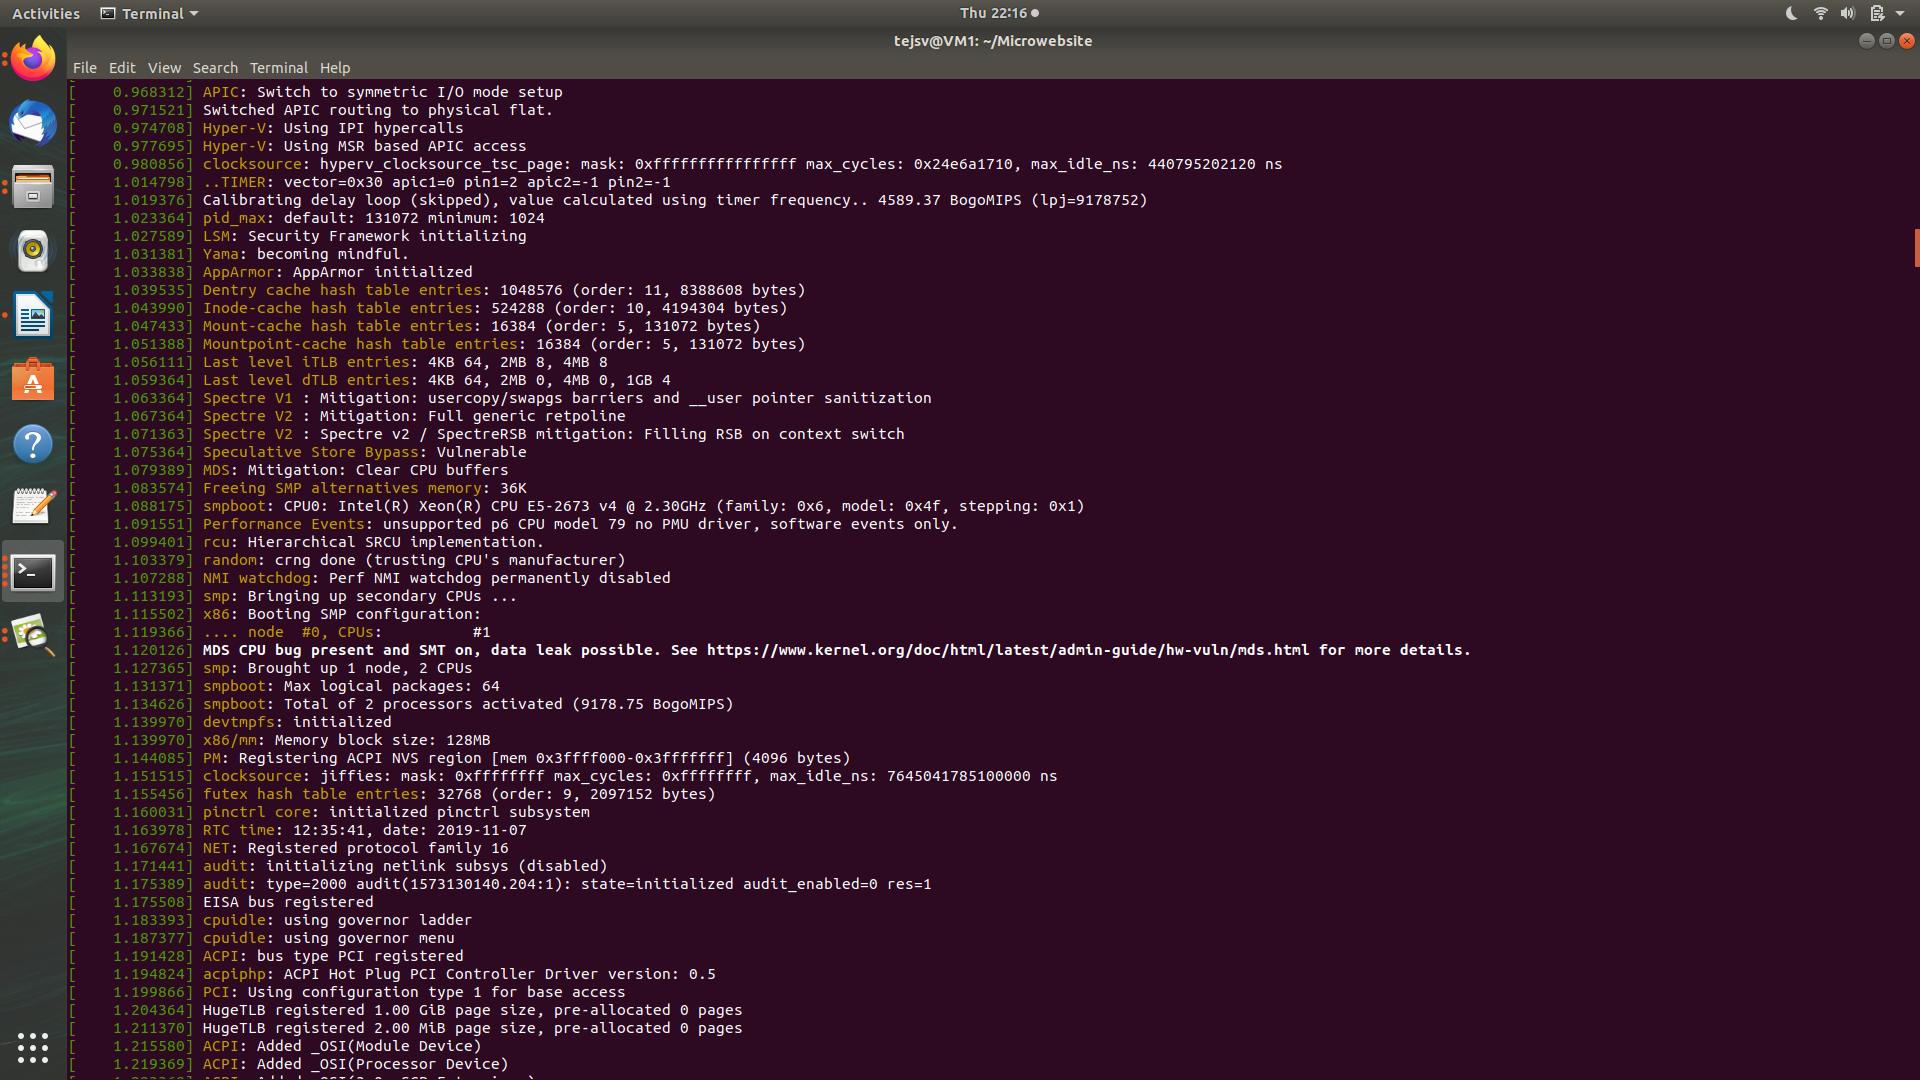 Activities Terminal Thu 22:16
tejsv@VM1: ~/Microwebsite
File Edit View Search Terminal Help
[    0.968312] APIC: Switch to symmetric I/O mode setup
[    0.971521] Switched APIC routing to physical flat.
[    0.974708] Hyper-V: Using IPI hypercalls
[    0.977695] Hyper-V: Using MSR based APIC access
[    0.980856] clocksource: hyperv_clocksource_tsc_page: mask: 0xffffffffffffffff max_cycles: 0x24e6a1710, max_idle_ns: 440795202120 ns
[    1.014798] ..TIMER: vector=0x30 apic1=0 pin1=2 apic2=-1 pin2=-1
[    1.019376] Calibrating delay loop (skipped), value calculated using timer frequency.. 4589.37 BogoMIPS (lpj=9178752)
[    1.023364] pid_max: default: 131072 minimum: 1024
[    1.027589] LSM: Security Framework initializing
[    1.031381] Yama: becoming mindful.
[    1.033838] AppArmor: AppArmor initialized
[    1.039535] Dentry cache hash table entries: 1048576 (order: 11, 8388608 bytes)
[    1.043990] Inode-cache hash table entries: 524288 (order: 10, 4194304 bytes)
[    1.047433] Mount-cache hash table entries: 16384 (order: 5, 131072 bytes)
[    1.051388] Mountpoint-cache hash table entries: 16384 (order: 5, 131072 bytes)
[    1.056111] Last level iTLB entries: 4KB 64, 2MB 8, 4MB 8
[    1.059364] Last level dTLB entries: 4KB 64, 2MB 0, 4MB 0, 1GB 4
[    1.063364] Spectre V1 : Mitigation: usercopy/swapgs barriers and __user pointer sanitization
[    1.067364] Spectre V2 : Mitigation: Full generic retpoline
[    1.071363] Spectre V2 : Spectre v2 / SpectreRSB mitigation: Filling RSB on context switch
[    1.075364] Speculative Store Bypass: Vulnerable
[    1.079389] MDS: Mitigation: Clear CPU buffers
[    1.083574] Freeing SMP alternatives memory: 36K
[    1.088175] smpboot: CPU0: Intel(R) Xeon(R) CPU E5-2673 v4 @ 2.30GHz (family: 0x6, model: 0x4f, stepping: 0x1)
[    1.091551] Performance Events: unsupported p6 CPU model 79 no PMU driver, software events only.
[    1.099401] rcu: Hierarchical SRCU implementation.
[    1.103379] random: crng done (trusting CPU's manufacturer)
[    1.107288] NMI watchdog: Perf NMI watchdog permanently disabled
[    1.113193] smp: Bringing up secondary CPUs ...
[    1.115502] x86: Booting SMP configuration:
[    1.119366] .... node  #0, CPUs:          #1
[    1.120126] MDS CPU bug present and SMT on, data leak possible. See https://www.kernel.org/doc/html/latest/admin-guide/hw-vuln/mds.html for more details.
[    1.127365] smp: Brought up 1 node, 2 CPUs
[    1.131371] smpboot: Max logical packages: 64
[    1.134626] smpboot: Total of 2 processors activated (9178.75 BogoMIPS)
[    1.139970] devtmpfs: initialized
[    1.139970] x86/mm: Memory block size: 128MB
[    1.144085] PM: Registering ACPI NVS region [mem 0x3ffff000-0x3fffffff] (4096 bytes)
[    1.151515] clocksource: jiffies: mask: 0xffffffff max_cycles: 0xffffffff, max_idle_ns: 7645041785100000 ns
[    1.155456] futex hash table entries: 32768 (order: 9, 2097152 bytes)
[    1.160031] pinctrl core: initialized pinctrl subsystem
[    1.163978] RTC time: 12:35:41, date: 2019-11-07
[    1.167674] NET: Registered protocol family 16
[    1.171441] audit: initializing netlink subsys (disabled)
[    1.175389] audit: type=2000 audit(1573130140.204:1): state=initialized audit_enabled=0 res=1
[    1.175508] EISA bus registered
[    1.183393] cpuidle: using governor ladder
[    1.187377] cpuidle: using governor menu
[    1.191428] ACPI: bus type PCI registered
[    1.194824] acpiphp: ACPI Hot Plug PCI Controller Driver version: 0.5
[    1.199866] PCI: Using configuration type 1 for base access
[    1.204364] HugeTLB registered 1.00 GiB page size, pre-allocated 0 pages
[    1.211370] HugeTLB registered 2.00 MiB page size, pre-allocated 0 pages
[    1.215580] ACPI: Added _OSI(Module Device)
[    1.219369] ACPI: Added _OSI(Processor Device)